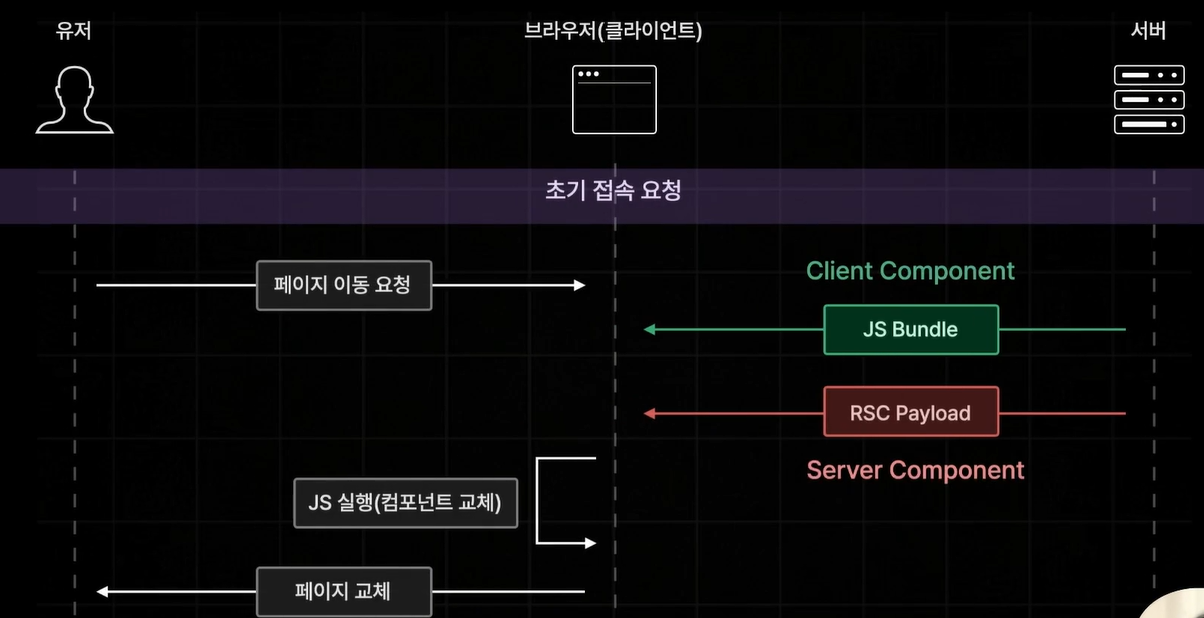 유저
브라우저(클라이언트)
서버
초기 접속 요청
페이지 이동 요청
Client Component
JS Bundle
RSC Payload
Server Component
JS 실행(컴포넌트 교체)
페이지 교체